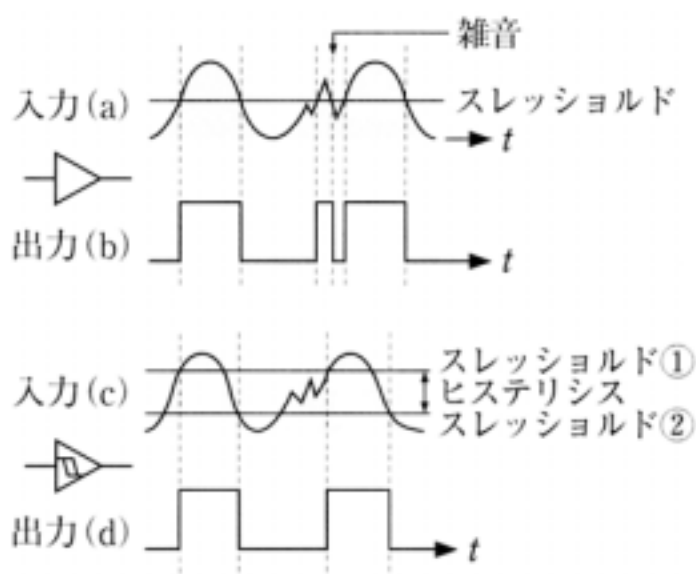 雑音
入力(a)
スレッショルド
t
出力(b)
t
入力(c)
スレッショルド①
ヒステリシス
スレッショルド②
出力(d)
t